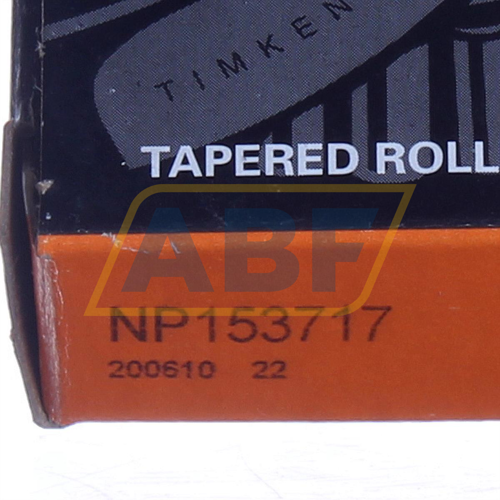 TIMKEN
TAPERED ROLL
ABF
NP153717
200610 22